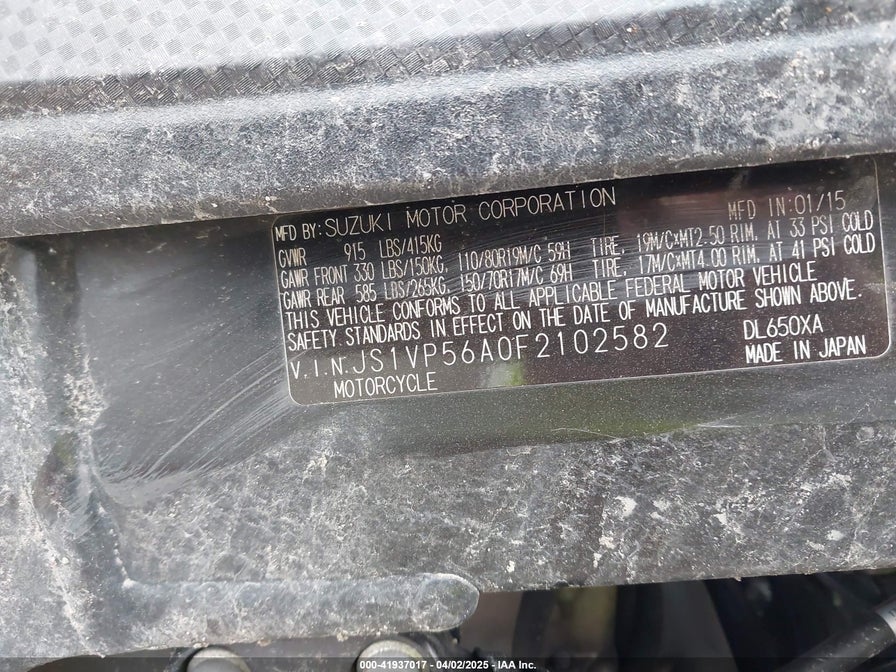 MFD BY: SUZUKI MOTOR CORPORATION MFD IN: 01/15
GVWR 915 LBS/415KG
GAWR FRONT 330 LBS/150KG, 110/80R19M/C 59H TIRE, 19M/C×MT2.50 RIM, AT 33 PSI COLD
GAWR REAR 585 LBS/265KG, 150/70R17M/C 69H TIRE, 17M/C×MT4.00 RIM, AT 41 PSI COLD
THIS VEHICLE CONFORMS TO ALL APPLICABLE FEDERAL MOTOR VEHICLE
SAFETY STANDARDS IN EFFECT ON THE DATE OF MANUFACTURE SHOWN ABOVE.
V.I.N. JS1VP56A0F2102582 DL650XA
MOTORCYCLE MADE IN JAPAN
000-41937017 - 04/02/2025 - IAA Inc.